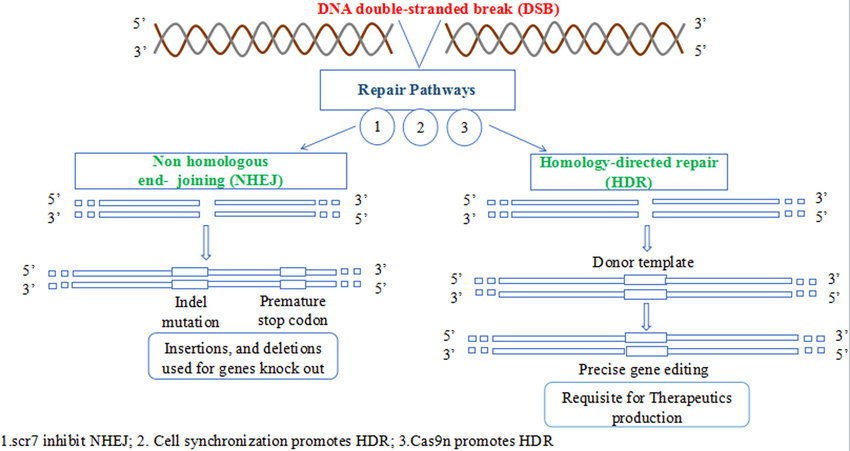 DNA double-stranded break (DSB)
5’ 3’
3’ 5’
Repair Pathways
1 2 3
Non homologous
end- joining (NHEJ)
5’ 3’
3’ 5’
5’ 3’
3’ 5’
Indel
mutation
Premature
stop codon
Insertions, and deletions
used for genes knock out
Homology-directed repair
(HDR)
5’ 3’
3’ 5’
Donor template
5’ 3’
3’ 5’
5’ 3’
3’ 5’
Precise gene editing
Requisite for Therapeutics
production
1.scr7 inhibit NHEJ; 2. Cell synchronization promotes HDR; 3.Cas9n promotes HDR